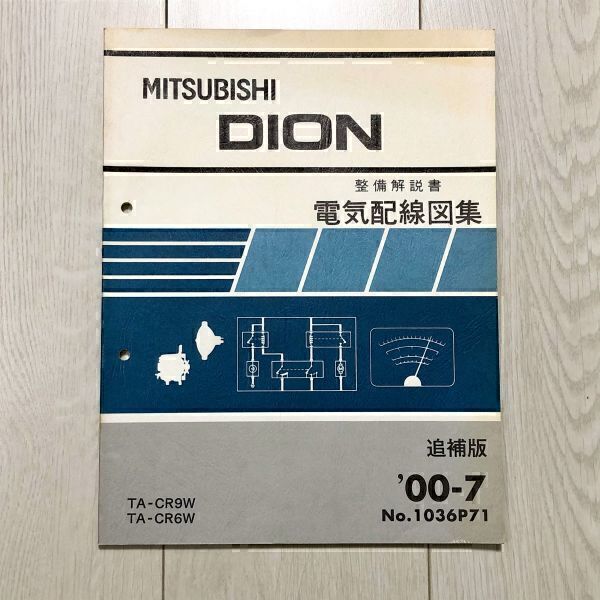 MITSUBISHI
DION
整備解説書
電気配線図集
追補版
'00-7
No.1036P71
TA-CR9W
TA-CR6W